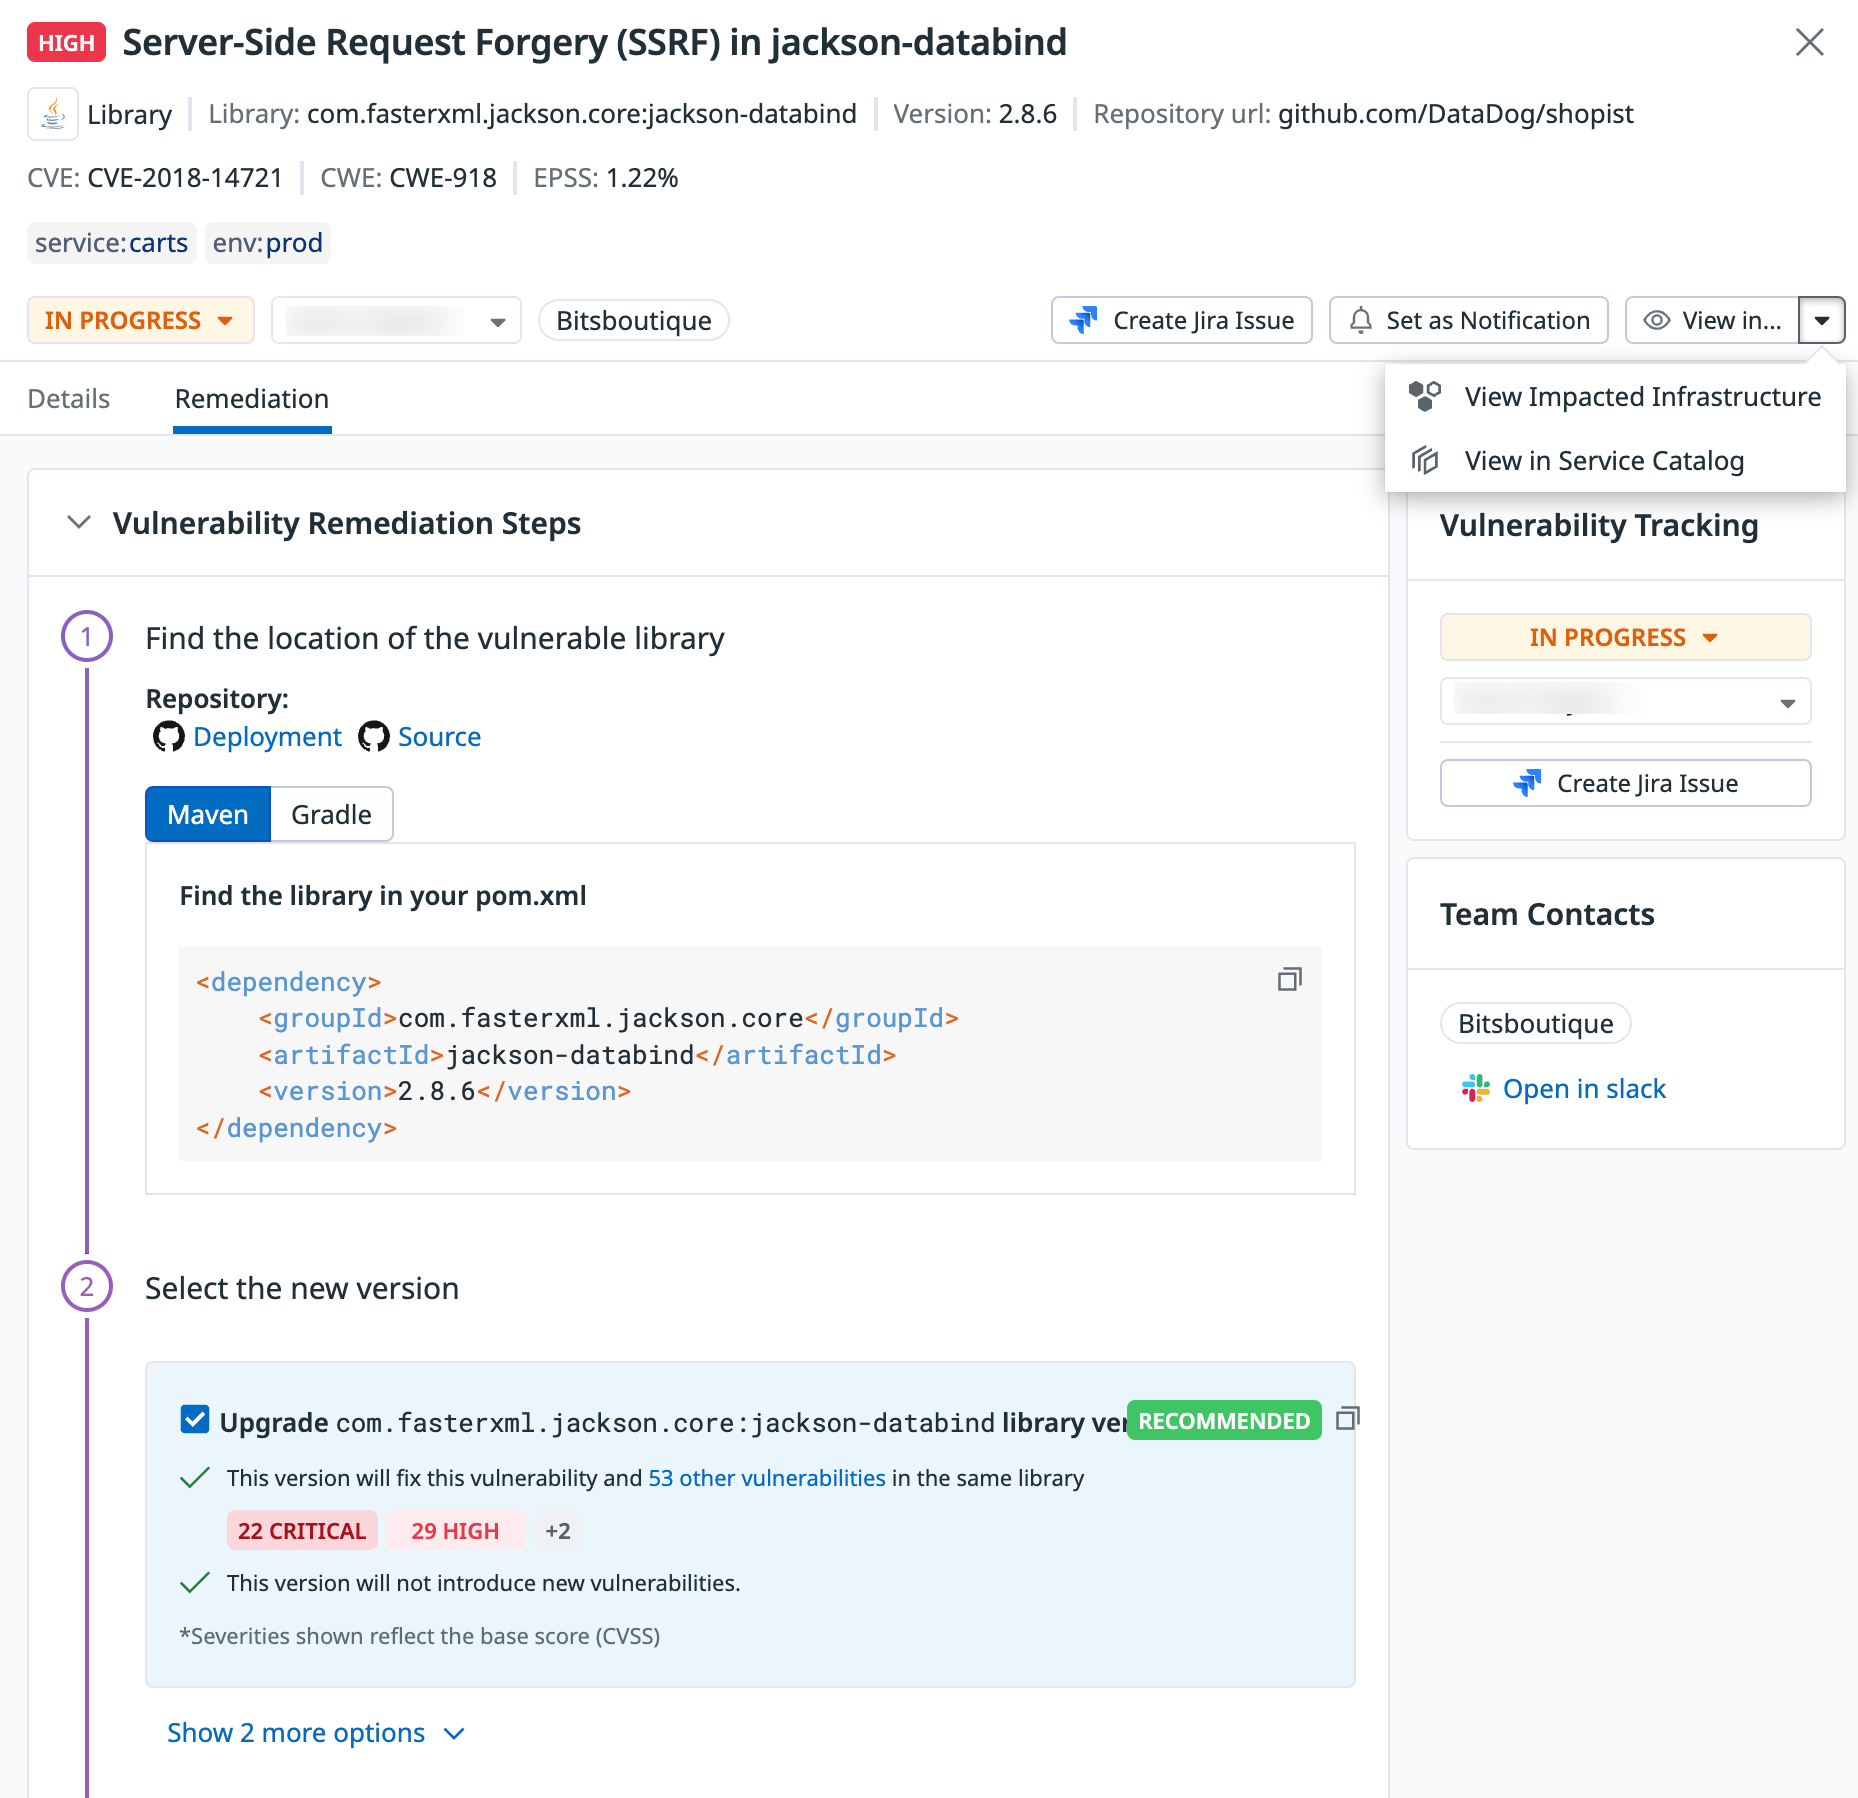 HIGH Server-Side Request Forgery (SSRF) in jackson-databind
Library Library: com.fasterxml.jackson.core:jackson-databind Version: 2.8.6 Repository url: github.com/DataDog/shopist
CVE: CVE-2018-14721 CWE: CWE-918 EPSS: 1.22%
service:carts env:prod
IN PROGRESS Bitsboutique Create Jira Issue Set as Notification View in...
View Impacted Infrastructure
View in Service Catalog
Details Remediation
Vulnerability Remediation Steps
1 Find the location of the vulnerable library
Repository:
Deployment Source
Maven Gradle
Find the library in your pom.xml
<dependency>
    <groupId>com.fasterxml.jackson.core</groupId>
    <artifactId>jackson-databind</artifactId>
    <version>2.8.6</version>
</dependency>
2 Select the new version
Upgrade com.fasterxml.jackson.core:jackson-databind library ver RECOMMENDED
This version will fix this vulnerability and 53 other vulnerabilities in the same library
22 CRITICAL 29 HIGH +2
This version will not introduce new vulnerabilities.
*Severities shown reflect the base score (CVSS)
Show 2 more options
Vulnerability Tracking
IN PROGRESS
Create Jira Issue
Team Contacts
Bitsboutique
Open in slack